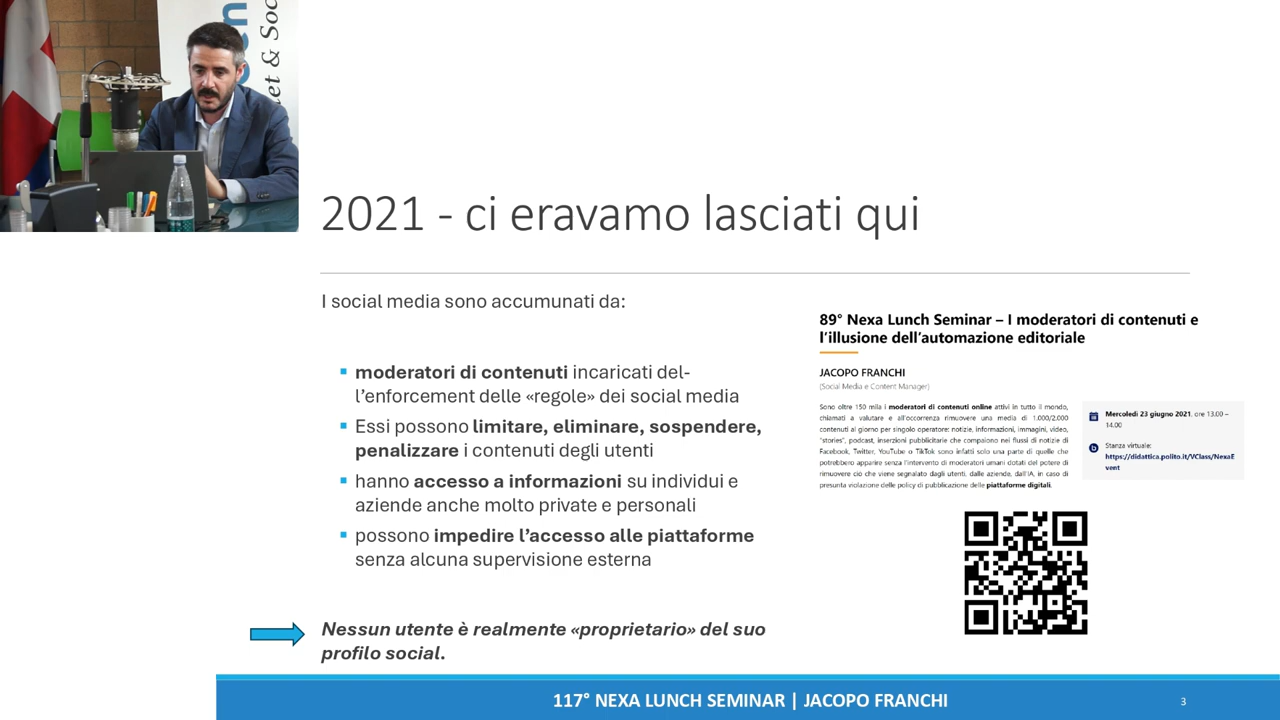 en
et & Soc
2021 - ci eravamo lasciati qui
I social media sono accumunati da:
moderatori di contenuti incaricati del-
l'enforcement delle «regole» dei social media
Essi possono limitare, eliminare, sospendere,
penalizzare i contenuti degli utenti
hanno accesso a informazioni su individui e
aziende anche molto private e personali
possono impedire l'accesso alle piattaforme
senza alcuna supervisione esterna
Nessun utente è realmente «proprietario» del suo
profilo social.
89° Nexa Lunch Seminar – I moderatori di contenuti e
l'illusione dell'automazione editoriale
JACOPO FRANCHI
(Social Media e Content Manager)
Sono oltre 150 mila i moderatori di contenuti online attivi in tutto il mondo,
chiamati a valutare e all'occorrenza rimuovere una media di 1.000/2.000
contenuti al giorno per singolo operatore: notizie, informazioni, immagini, video,
"stories", podcast, inserzioni pubblicitarie che compaiono nei flussi di notizie di
Facebook, Twitter, YouTube o TikTok sono infatti solo una parte di quelle che
potrebbero apparire senza l'intervento di moderatori umani dotati del potere di
rimuovere ciò che viene segnalato dagli utenti, dalle aziende, dall'IA, in caso di
presunta violazione delle policy di pubblicazione delle piattaforme digitali.
Mercoledì 23 giugno 2021, ore 13.00 –
14.00
Stanza virtuale:
https://didattica.polito.it/VClass/NexaE
vent
117° NEXA LUNCH SEMINAR | JACOPO FRANCHI
3